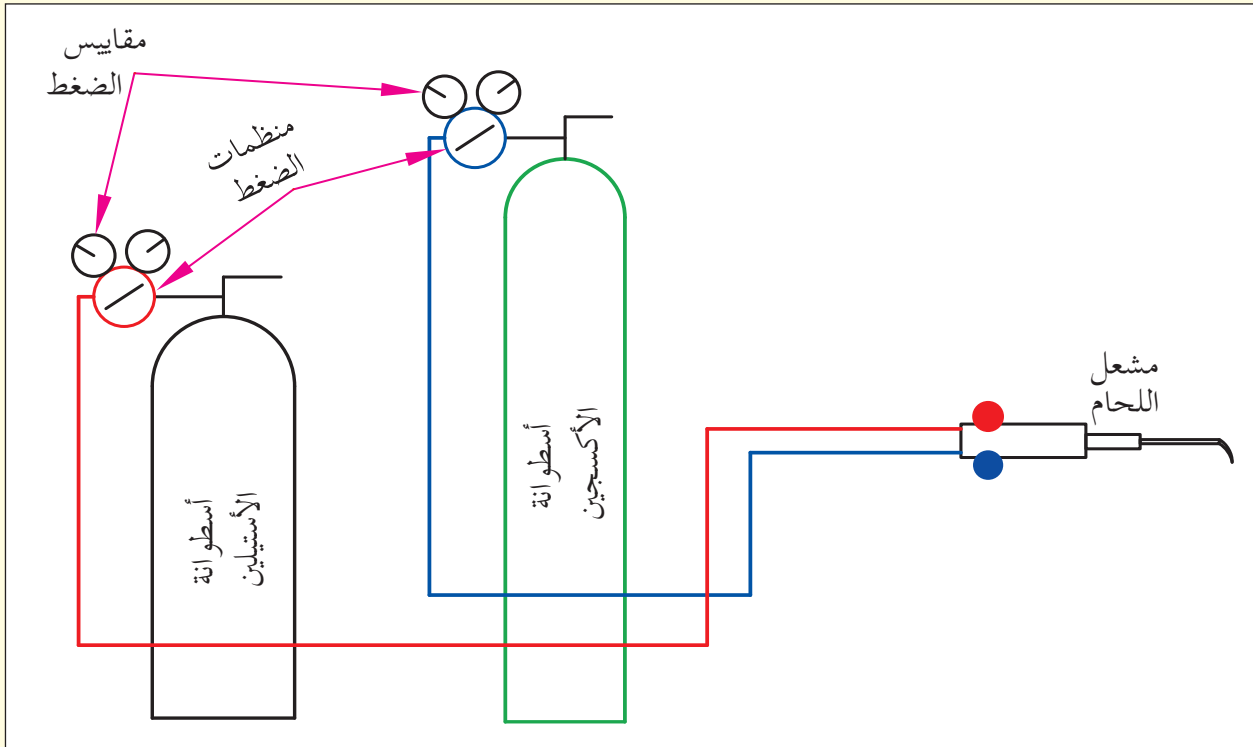 مقاييس
الضغط
منظمات
الضغط
مشعل
اللحام
أسطوانة
الأكسجين
أسطوانة
الأستيلين